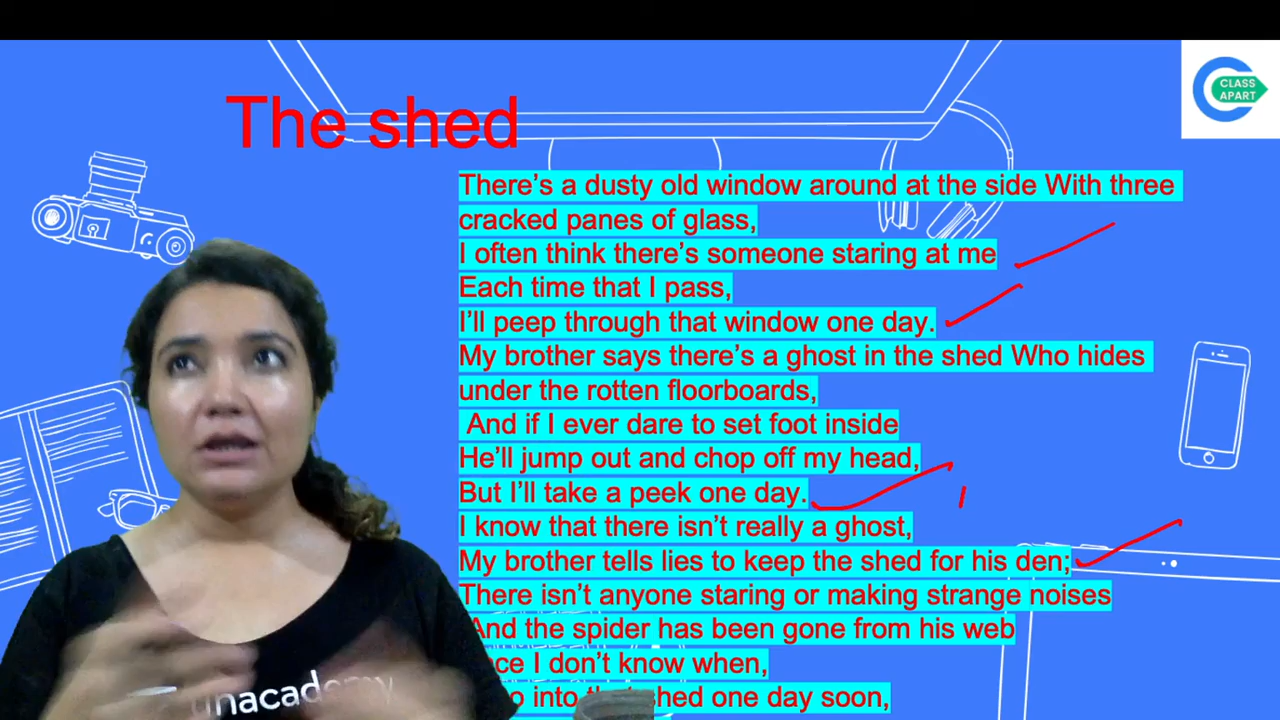 The shed
CLASS
APART
There's a dusty old window around at the side With three
cracked panes of glass,
I often think there's someone staring at me
Each time that I pass,
I'll peep through that window one day.
My brother says there's a ghost in the shed Who hides
under the rotten floorboards,
And if I ever dare to set foot inside
He'll jump out and chop off my head,
But I'll take a peek one day.
I know that there isn't really a ghost,
My brother tells lies to keep the shed for his den;
There isn't anyone staring or making strange noises
And the spider has been gone from his web
I don't know when,
into that shed one day soon,
unacademy